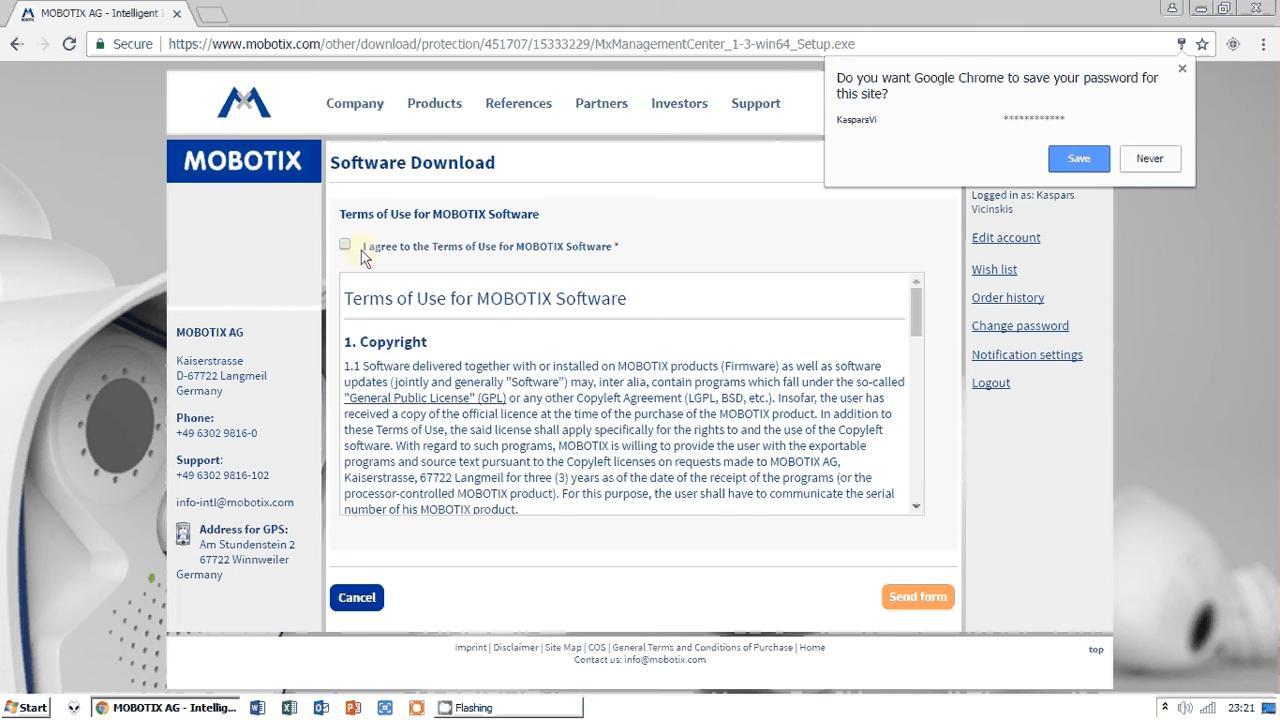 MOBOTIX AG - Intelligent
Secure
https://www.mobotix.com/other/download/protection/451707/15333229/MxManagementCenter_1-3-win64_Setup.exe
Do you want Google Chrome to save your password for
this site?
KasparsVi
************
Save
Never
Company
Products
References
Partners
Investors
Support
MOBOTIX
Software Download
Terms of Use for MOBOTIX Software
I agree to the Terms of Use for MOBOTIX Software *
Terms of Use for MOBOTIX Software
1. Copyright
1.1 Software delivered together with or installed on MOBOTIX products (Firmware) as well as software
updates (jointly and generally "Software") may, inter alia, contain programs which fall under the so-called
"General Public License" (GPL) or any other Copyleft Agreement (LGPL, BSD, etc.). Insofar, the user has
received a copy of the official licence at the time of the purchase of the MOBOTIX product. In addition to
these Terms of Use, the said license shall apply specifically for the rights to and the use of the Copyleft
software. With regard to such programs, MOBOTIX is willing to provide the user with the exportable
programs and source text pursuant to the Copyleft licenses on requests made to MOBOTIX AG,
Kaiserstrasse, 67722 Langmeil for three (3) years as of the date of the receipt of the programs (or the
processor-controlled MOBOTIX product). For this purpose, the user shall have to communicate the serial
number of his MOBOTIX product.
Cancel
Send form
MOBOTIX AG
Kaiserstrasse
D-67722 Langmeil
Germany
Phone:
+49 6302 9816-0
Support:
+49 6302 9816-102
info-intl@mobotix.com
Address for GPS:
Am Stundenstein 2
67722 Winnweiler
Germany
Logged in as: Kaspars
Vicinskis
Edit account
Wish list
Order history
Change password
Notification settings
Logout
Imprint | Disclaimer | Site Map | COS | General Terms and Conditions of Purchase | Home
Contact us: info@mobotix.com
top
Start
MOBOTIX AG - Intellig...
Flashing
23:21